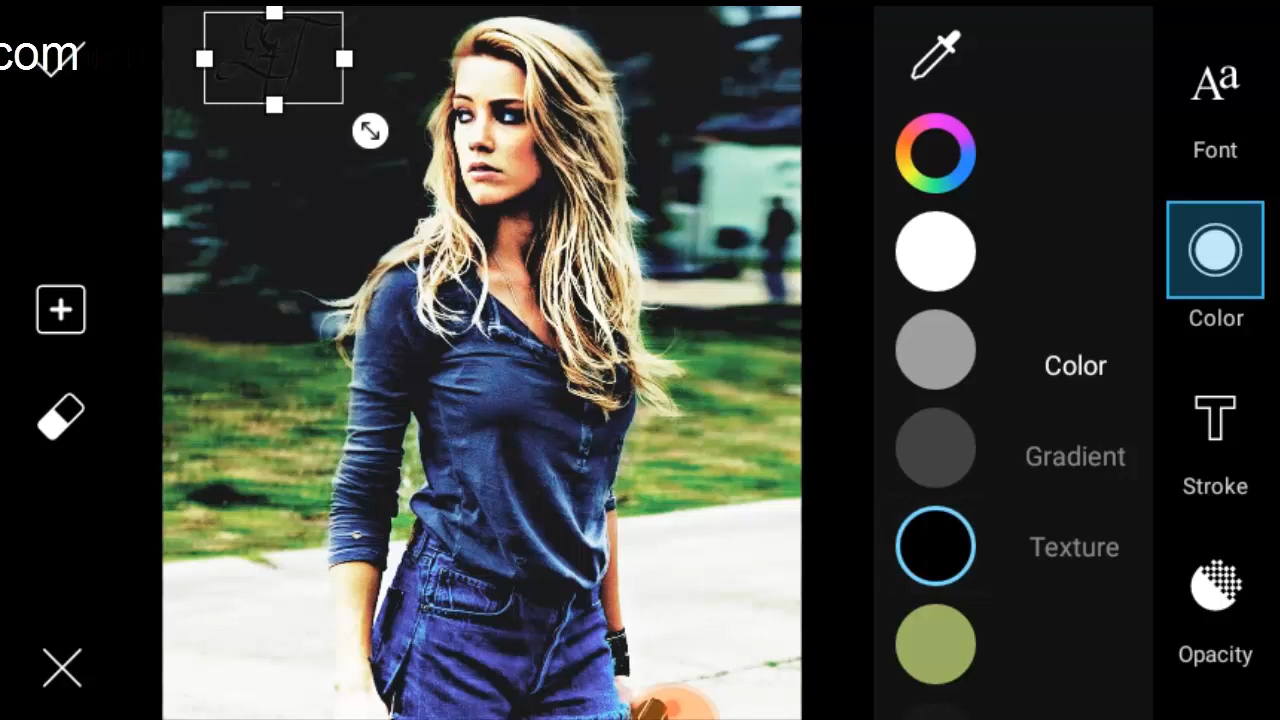 com
Aa
Font
Color
Color
Gradient
T
Stroke
Texture
Opacity